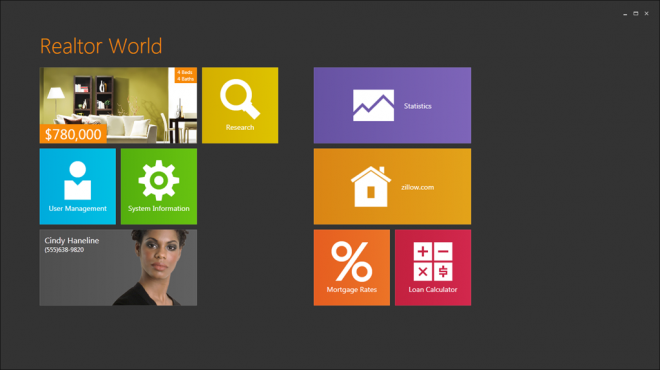 Realtor World
4 Beds
4 Baths
$780,000
Research
Statistics
User Management
System Information
zillow.com
Cindy Haneline
(555)638-9820
Mortgage Rates
Loan Calculator